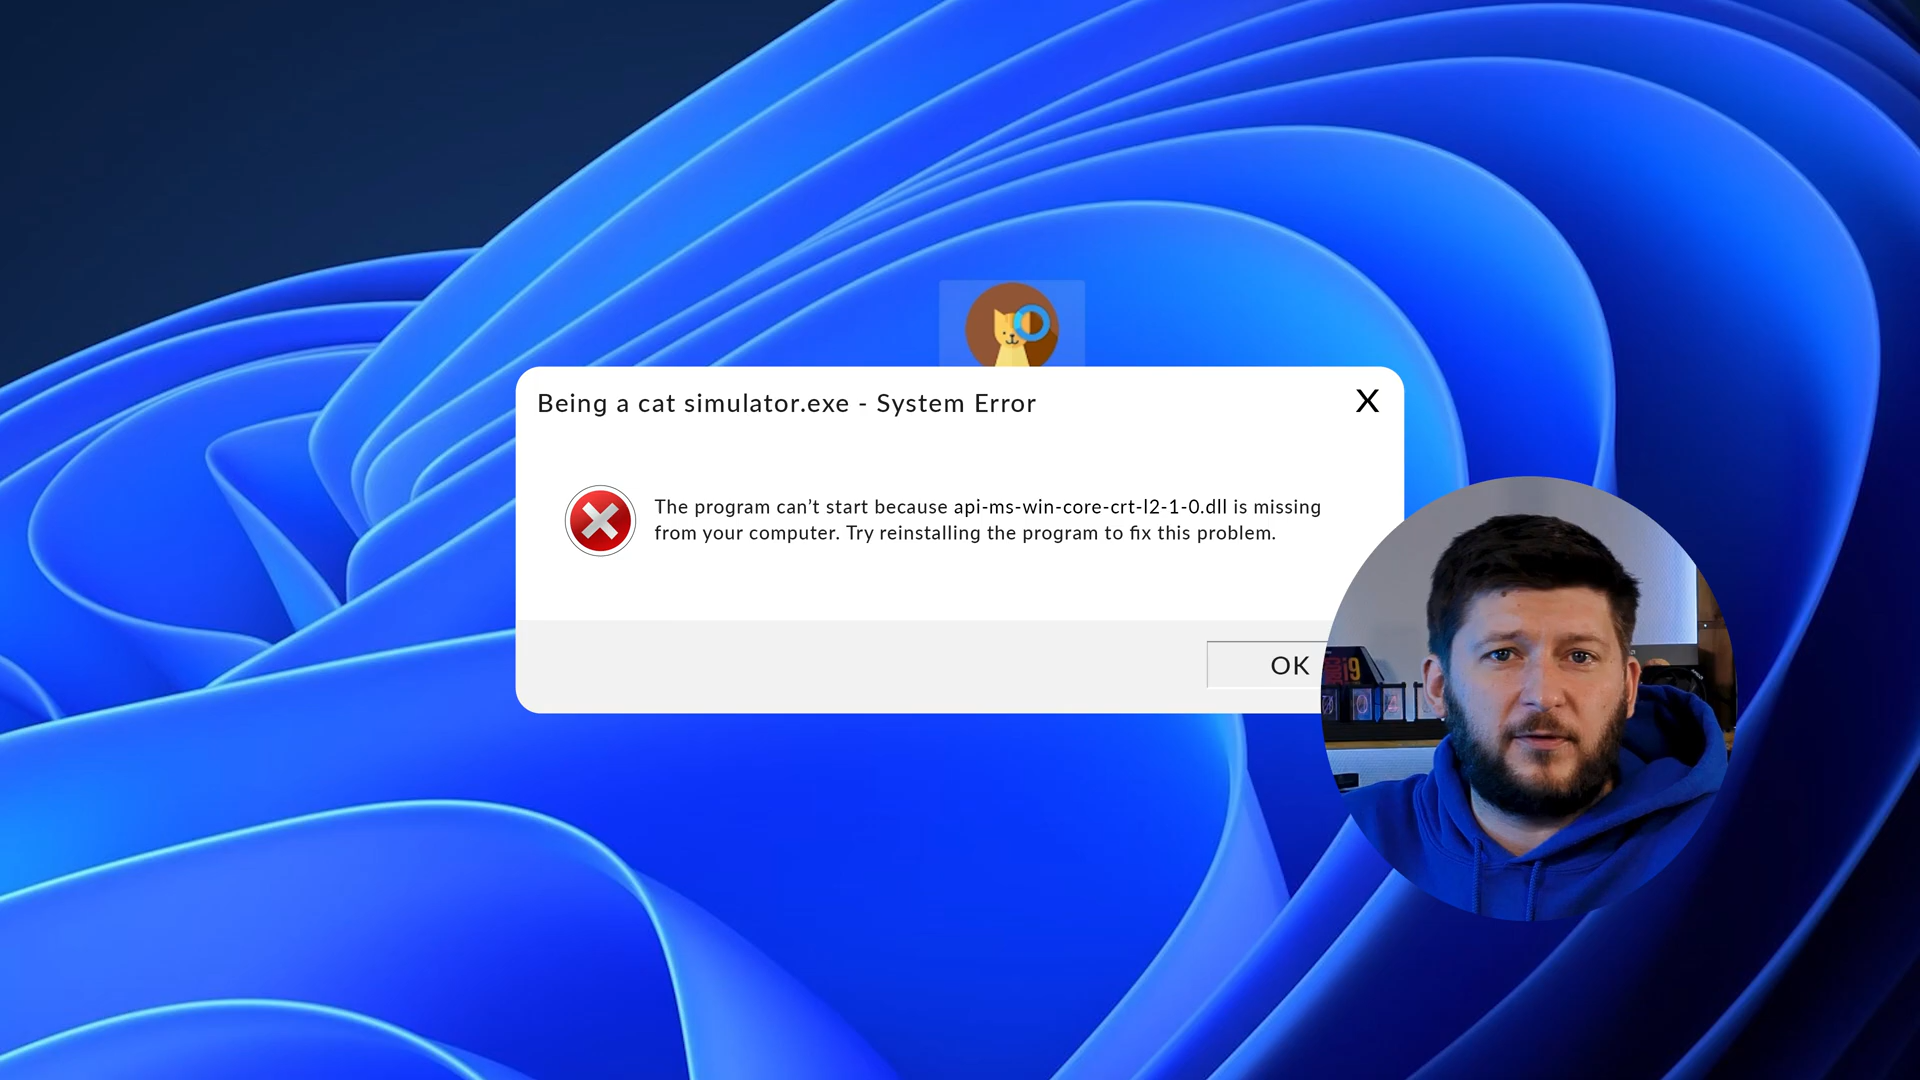 Being a cat simulator.exe - System Error
X
The program can’t start because api-ms-win-core-crt-l2-1-0.dll is missing
from your computer. Try reinstalling the program to fix this problem.
OK
i9